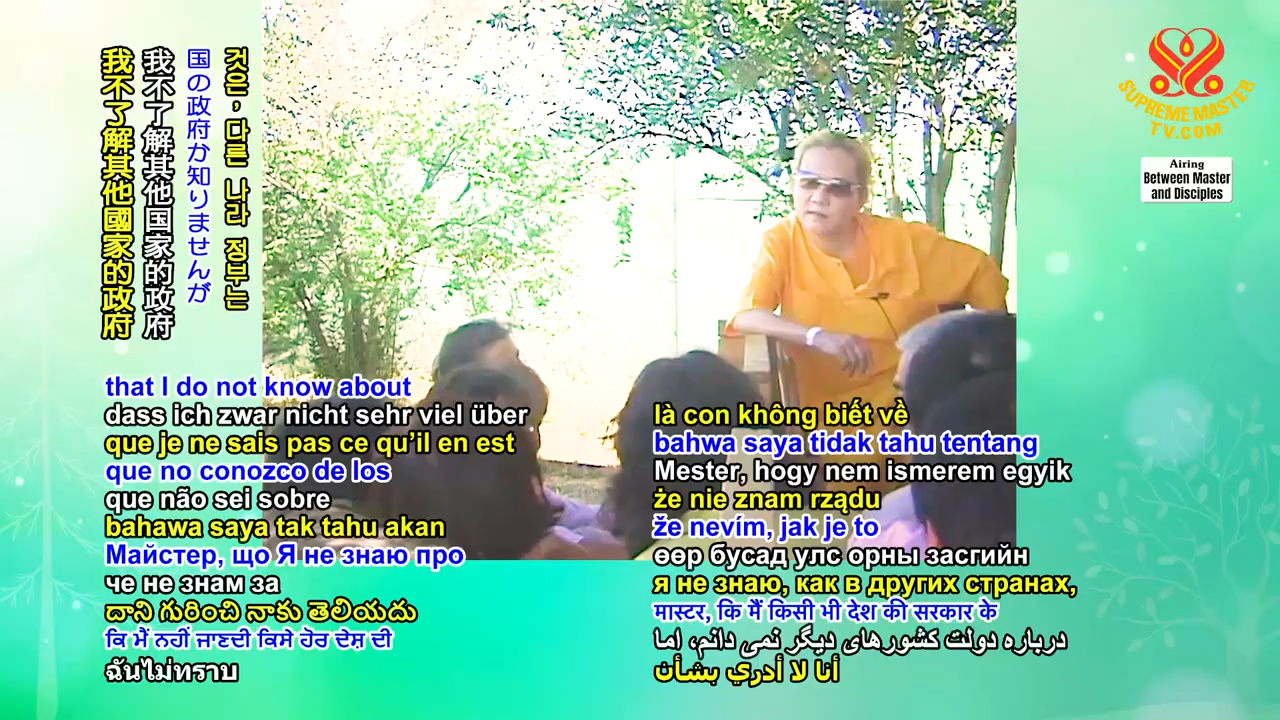 것은, 다른 나라 정부는
国の政府か知りませんが
我不了解其他国家的政府
我不了解其他國家的政府
SUPREME MASTER
TV.COM
Airing
Between Master
and Disciples
that I do not know about
dass ich zwar nicht sehr viel über
que je ne sais pas ce qu’il en est
que no conozco de los
que não sei sobre
bahawa saya tak tahu akan
Майстер, що Я не знаю про
че не знам за
దాని గురించి నాకు తెలియదు
ਕਿ ਮੈਂ ਨਹੀਂ ਜਾਣਦੀ ਕਿਸੇ ਹੋਰ ਦੇਸ਼ ਦੀ
ฉันไม่ทราบ
là con không biết về
bahwa saya tidak tahu tentang
Mester, hogy nem ismerem egyik
że nie znam rządu
že nevím, jak je to
өөр бусад улс орны засгийн
я не знаю, как в других странах,
मास्टर, कि मैं किसी भी देश की सरकार के
درباره دولت کشورهای دیگر نمی دانم، اما
أنا لا أدري بشأن